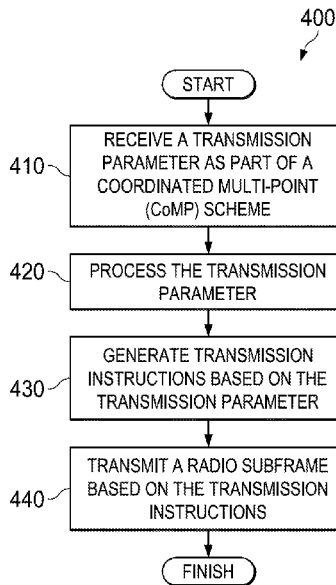 400
START
410
RECEIVE A TRANSMISSION
PARAMETER AS PART OF A
COORDINATED MULTI-POINT
(CoMP) SCHEME
420
PROCESS THE TRANSMISSION
PARAMETER
430
GENERATE TRANSMISSION
INSTRUCTIONS BASED ON THE
TRANSMISSION PARAMETER
440
TRANSMIT A RADIO SUBFRAME
BASED ON THE TRANSMISSION
INSTRUCTIONS
FINISH